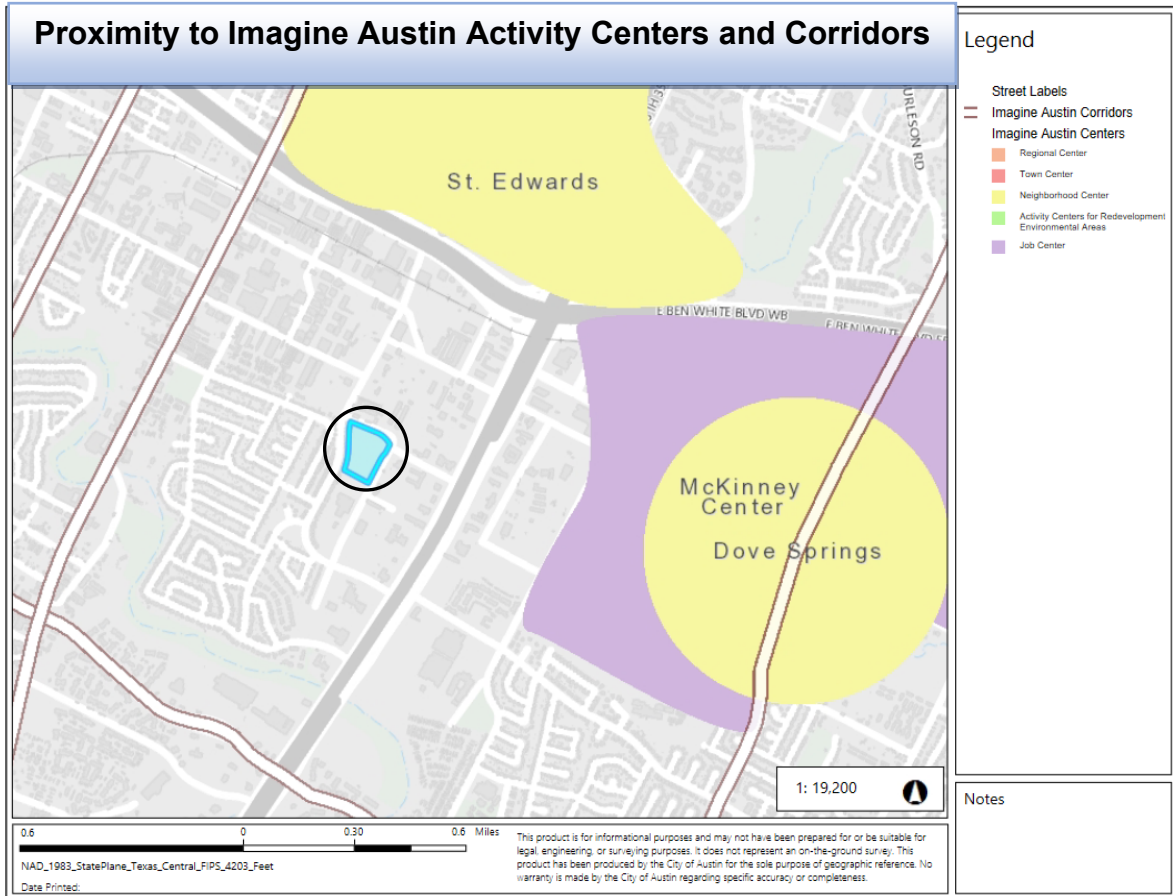 Proximity to Imagine Austin Activity Centers and Corridors
Legend
Street Labels
Imagine Austin Corridors
Imagine Austin Centers
Regional Center
Town Center
Neighborhood Center
Activity Centers for Redevelopment
Environmental Areas
Job Center
URLESON RD
St. Edwards
E BEN WHITE BLVD WB
McKinney
Center
Dove Springs
1: 19,200
Notes
0.6 0 0.30 0.6 Miles
NAD_1983_StatePlane_Texas_Central_FIPS_4203_Feet
Date Printed:
This product is for informational purposes and may not have been prepared for or be suitable for
legal, engineering, or surveying purposes. It does not represent an on-the-ground survey. This
product has been produced by the City of Austin for the sole purpose of geographic reference. No
warranty is made by the City of Austin regarding specific accuracy or completeness.